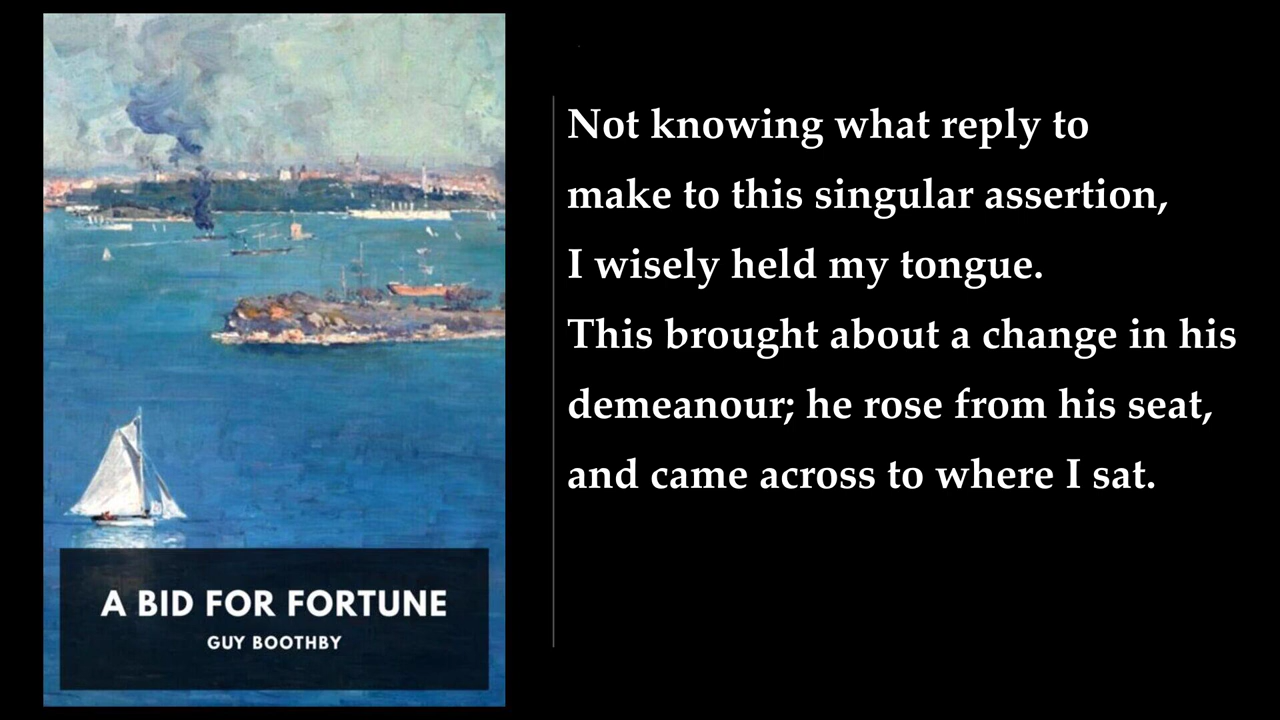 A BID FOR FORTUNE
GUY BOOTHBY
Not knowing what reply to
make to this singular assertion,
I wisely held my tongue.
This brought about a change in his
demeanour; he rose from his seat,
and came across to where I sat.